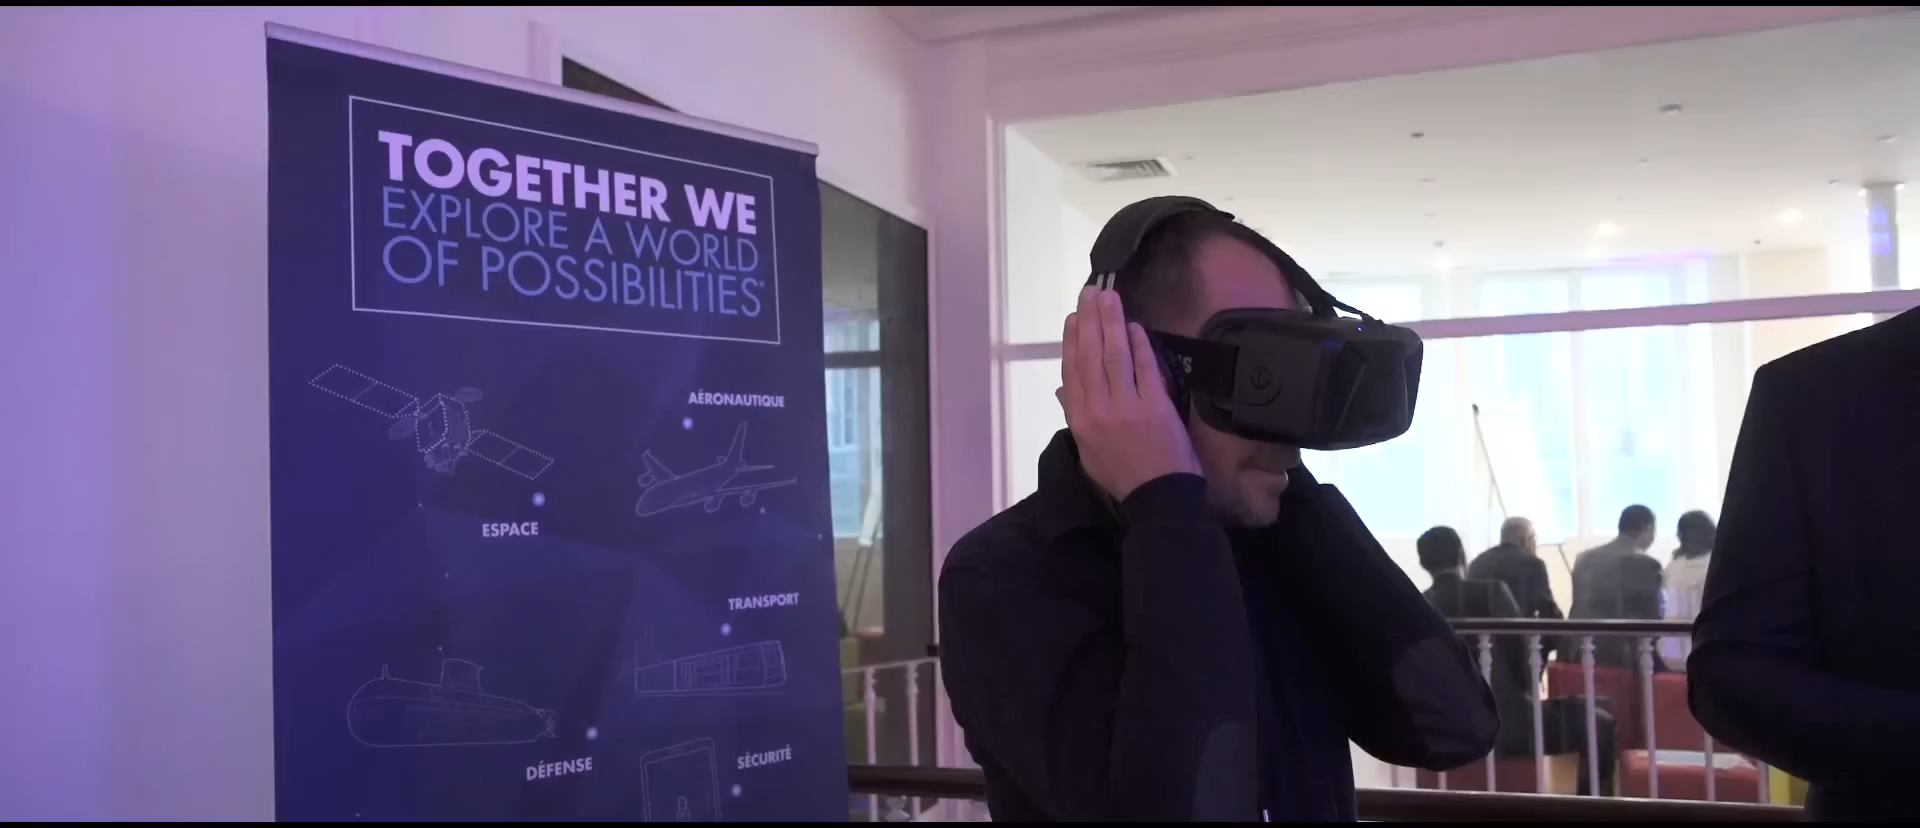 TOGETHER WE
EXPLORE A WORLD
OF POSSIBILITIES
AÉRONAUTIQUE
ESPACE
TRANSPORT
DÉFENSE
SÉCURITÉ